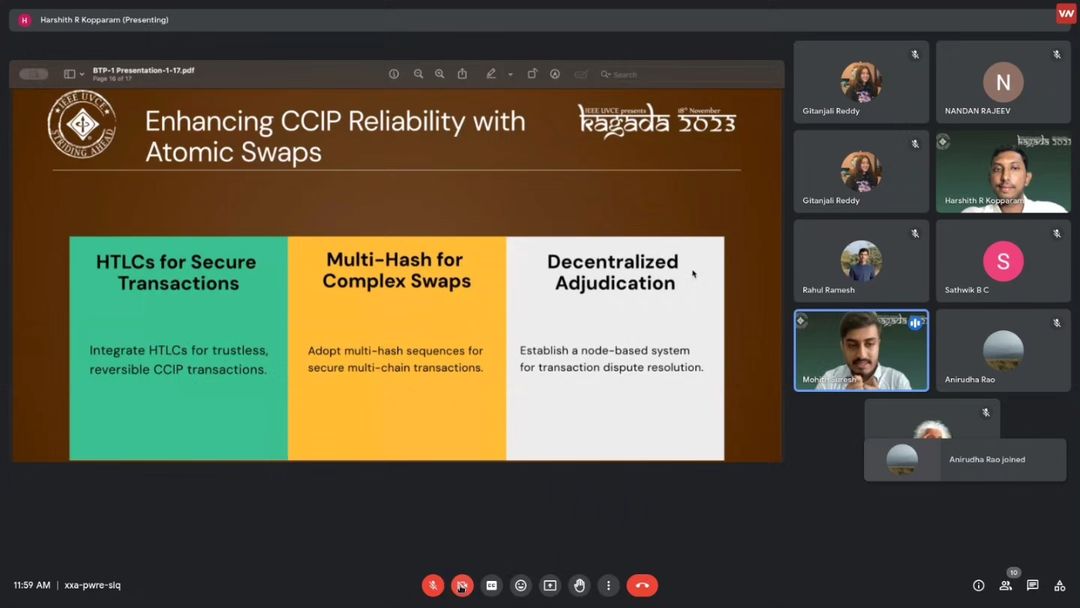 H Harshith R Kopparam (Presenting)
VN
BTP-1 Presentation-1-17.pdf
Page 16 of 17
Search
IEEE UVCE
STRIDING AHEAD
Enhancing CCIP Reliability with
Atomic Swaps
IEEE UVCE presents 18th November
kagada 2023
HTLCs for Secure
Transactions
Integrate HTLCs for trustless,
reversible CCIP transactions.
Multi-Hash for
Complex Swaps
Adopt multi-hash sequences for
secure multi-chain transactions.
Decentralized
Adjudication
Establish a node-based system
for transaction dispute resolution.
Gitanjali Reddy
N
NANDAN RAJEEV
Gitanjali Reddy
kagada 2023
Harshith R Kopparam
Rahul Ramesh
S
Sathwik B C
Mohith Suresh
Anirudha Rao
Anirudha Rao joined
11:59 AM | xxa-pwre-siq
10